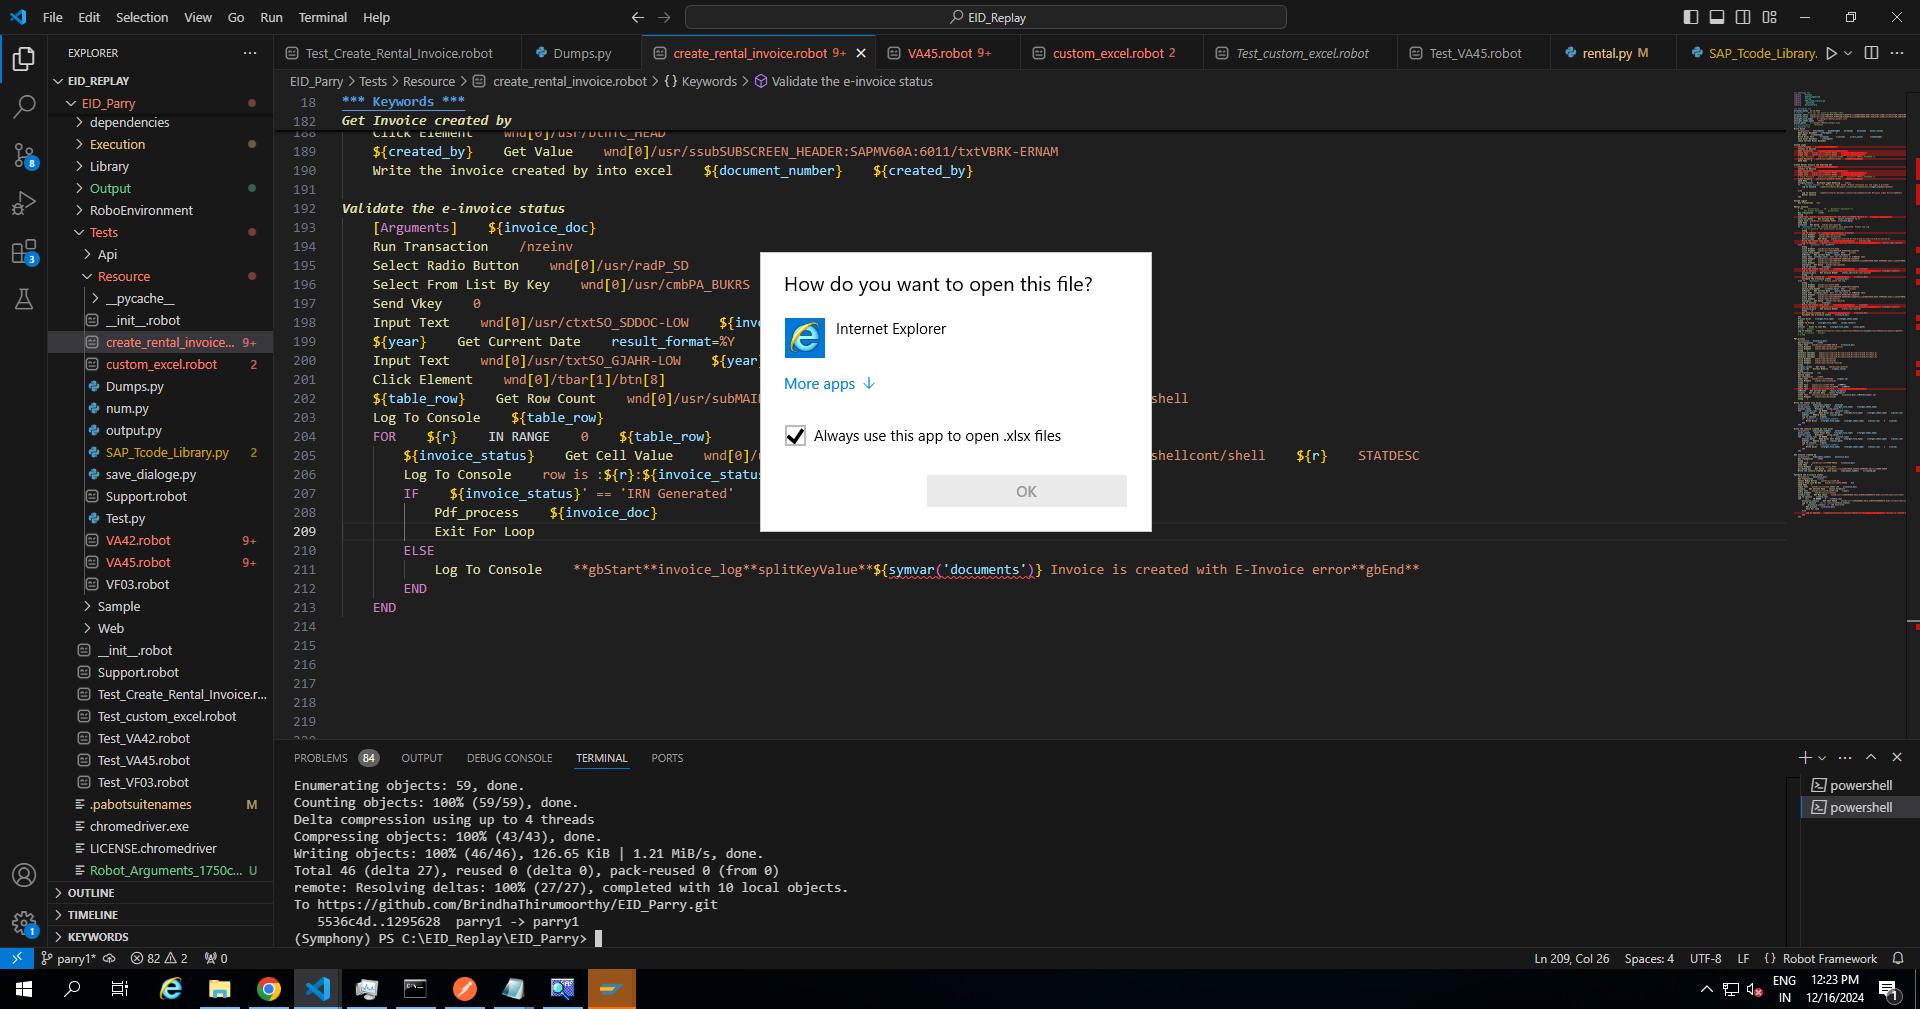 File Edit Selection View Go Run Terminal Help
EID_Replay
EXPLORER
EID_REPLAY
EID_Parry
dependencies
Execution
Library
Output
RoboEnvironment
Tests
Api
Resource
__pycache__
__init__.robot
create_rental_invoice... 9+
custom_excel.robot 2
Dumps.py
num.py
output.py
SAP_Tcode_Library.py 2
save_dialoge.py
Support.robot
Test.py
VA42.robot 9+
VA45.robot 9+
VF03.robot
Sample
Web
__init__.robot
Support.robot
Test_Create_Rental_Invoice.r...
Test_custom_excel.robot
Test_VA42.robot
Test_VA45.robot
Test_VF03.robot
.pabotsuitenames M
chromedriver.exe
LICENSE.chromedriver
Robot_Arguments_1750c... U
OUTLINE
TIMELINE
KEYWORDS
8
3
1
Test_Create_Rental_Invoice.robot Dumps.py create_rental_invoice.robot 9+ VA45.robot 9+ custom_excel.robot 2 Test_custom_excel.robot Test_VA45.robot rental.py M SAP_Tcode_Library.
EID_Parry > Tests > Resource > create_rental_invoice.robot > {} Keywords > Validate the e-invoice status
18 *** Keywords ***
182 Get Invoice created by
188 Click Element wnd[0]/usr/btnTC_HEAD
189 ${created_by} Get Value wnd[0]/usr/ssubSUBSCREEN_HEADER:SAPMV60A:6011/txtVBRK-ERNAM
190 Write the invoice created by into excel ${document_number} ${created_by}
191
192 Validate the e-invoice status
193 [Arguments] ${invoice_doc}
194 Run Transaction /nzeinv
195 Select Radio Button wnd[0]/usr/radP_SD
196 Select From List By Key wnd[0]/usr/cmbPA_BUKRS
197 Send Vkey 0
198 Input Text wnd[0]/usr/ctxtSO_SDDOC-LOW ${invo
199 ${year} Get Current Date result_format=%Y
200 Input Text wnd[0]/usr/txtSO_GJAHR-LOW ${year}
201 Click Element wnd[0]/tbar[1]/btn[8]
202 ${table_row} Get Row Count wnd[0]/usr/subMAI shell
203 Log To Console ${table_row}
204 FOR ${r} IN RANGE 0 ${table_row}
205 ${invoice_status} Get Cell Value wnd[0]/ shellcont/shell ${r} STATDESC
206 Log To Console row is :${r}:${invoice_status
207 IF ${invoice_status}' == 'IRN Generated'
208 Pdf_process ${invoice_doc}
209 Exit For Loop
210 ELSE
211 Log To Console **gbStart**invoice_log**splitKeyValue**${symvar('documents')} Invoice is created with E-Invoice error**gbEnd**
212 END
213 END
214
215
216
217
218
219
How do you want to open this file?
Internet Explorer
More apps
Always use this app to open .xlsx files
OK
PROBLEMS 84 OUTPUT DEBUG CONSOLE TERMINAL PORTS
Enumerating objects: 59, done.
Counting objects: 100% (59/59), done.
Delta compression using up to 4 threads
Compressing objects: 100% (43/43), done.
Writing objects: 100% (46/46), 126.65 KiB | 1.21 MiB/s, done.
Total 46 (delta 27), reused 0 (delta 0), pack-reused 0 (from 0)
remote: Resolving deltas: 100% (27/27), completed with 10 local objects.
To https://github.com/BrindhaThirumoorthy/EID_Parry.git
5536c4d..1295628 parry1 -> parry1
(Symphony) PS C:\EID_Replay\EID_Parry>
powershell
powershell
parry1* 82 2 0 Ln 209, Col 26 Spaces: 4 UTF-8 LF {} Robot Framework
ENG
IN
12:23 PM
12/16/2024
1